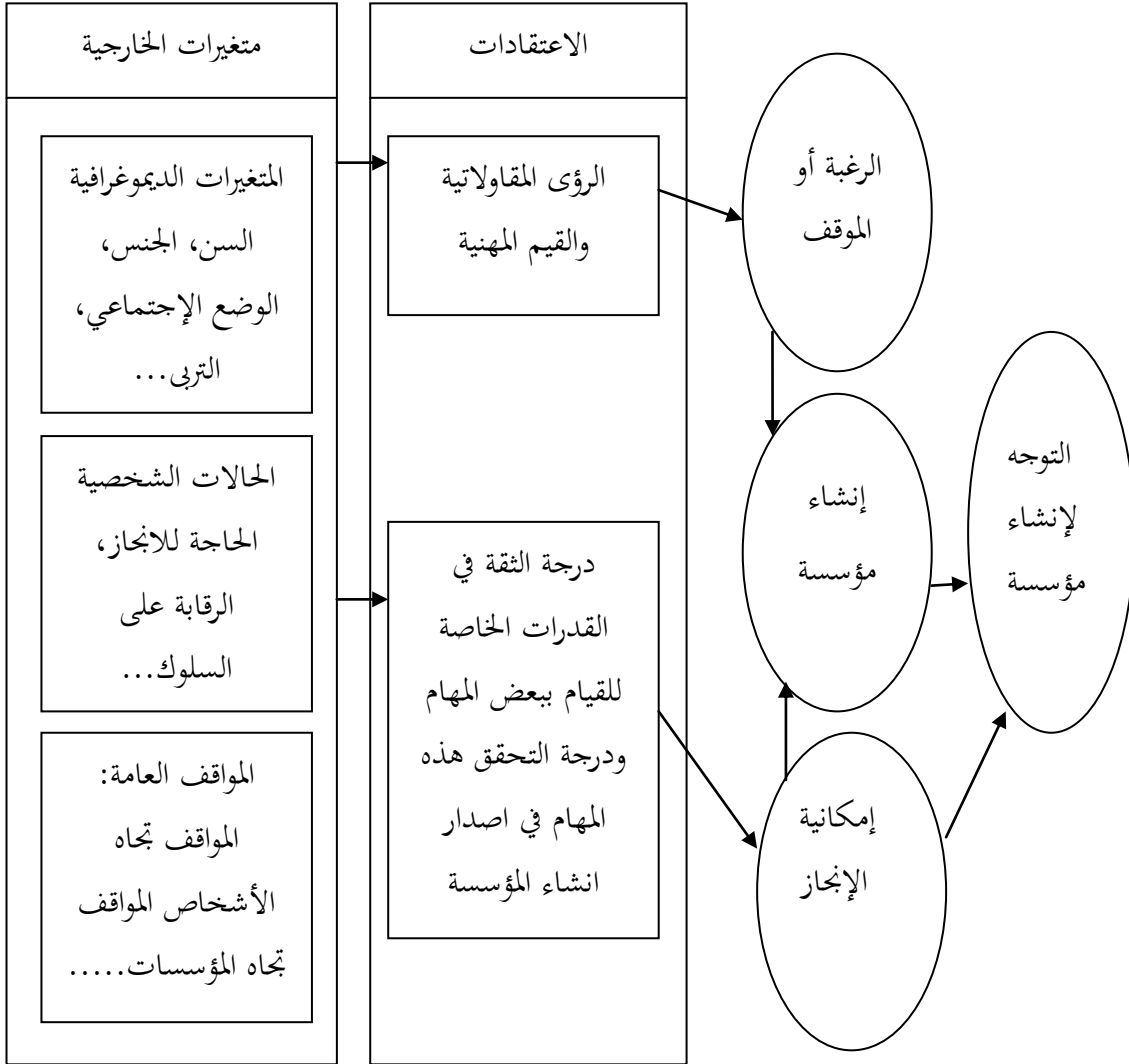 متغيرات الخارجية
المتغيرات الديموغرافية
السن، الجنس،
الوضع الإجتماعي،
التربى...
الحالات الشخصية
الحاجة للانجاز،
الرقابة على
السلوك...
المواقف العامة:
المواقف تجاه
الأشخاص المواقف
تجاه المؤسسات.....
الاعتقادات
الرؤى المقاولاتية
والقيم المهنية
درجة الثقة في
القدرات الخاصة
للقيام ببعض المهام
ودرجة التحقق هذه
المهام في اصدار
انشاء المؤسسة
الرغبة أو
الموقف
إنشاء
مؤسسة
إمكانية
الإنجاز
التوجه
لإنشاء
مؤسسة